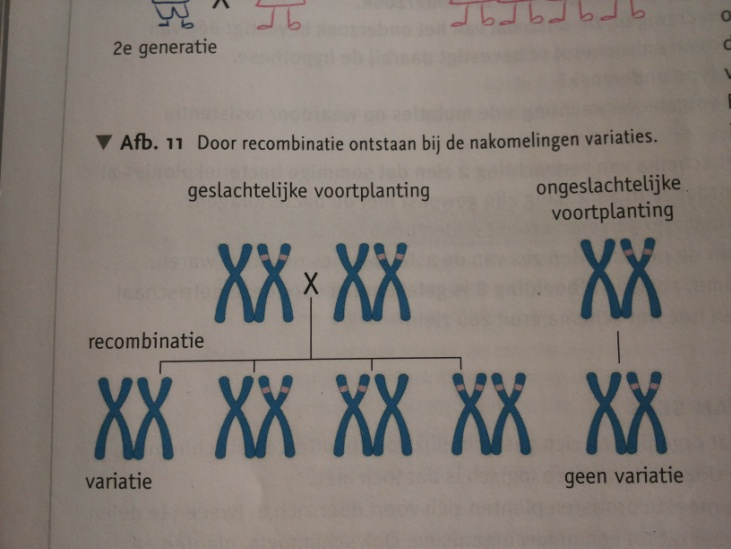 2e generatie
▼ Afb. 11 Door recombinatie ontstaan bij de nakomelingen variaties.
geslachtelijke voortplanting
ongeslachtelijke
voortplanting
X
recombinatie
variatie
geen variatie